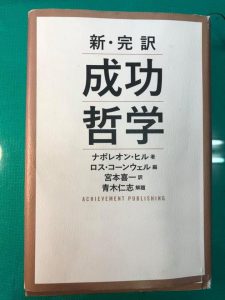 新・完訳
成功
哲学
ナポレオン・ヒル 著
ロス・コーンウェル 編
宮本喜一 訳
青木仁志 解題
ACHIEVEMENT PUBLISHING